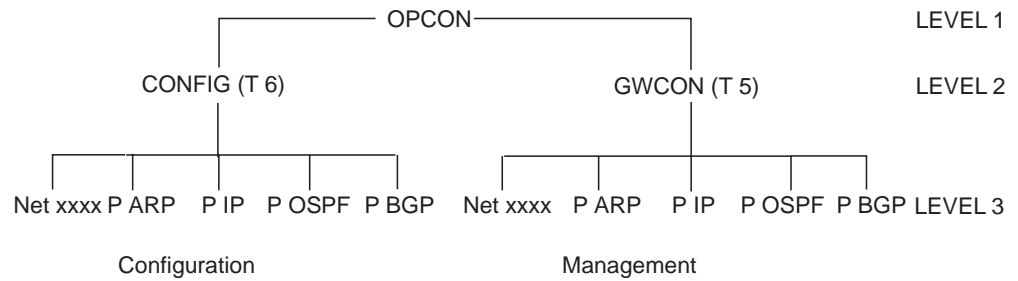 OPCON LEVEL 1
CONFIG (T 6) GWCON (T 5) LEVEL 2
Net xxxx P ARP P IP P OSPF P BGP Net xxxx P ARP P IP P OSPF P BGP LEVEL 3
Configuration Management